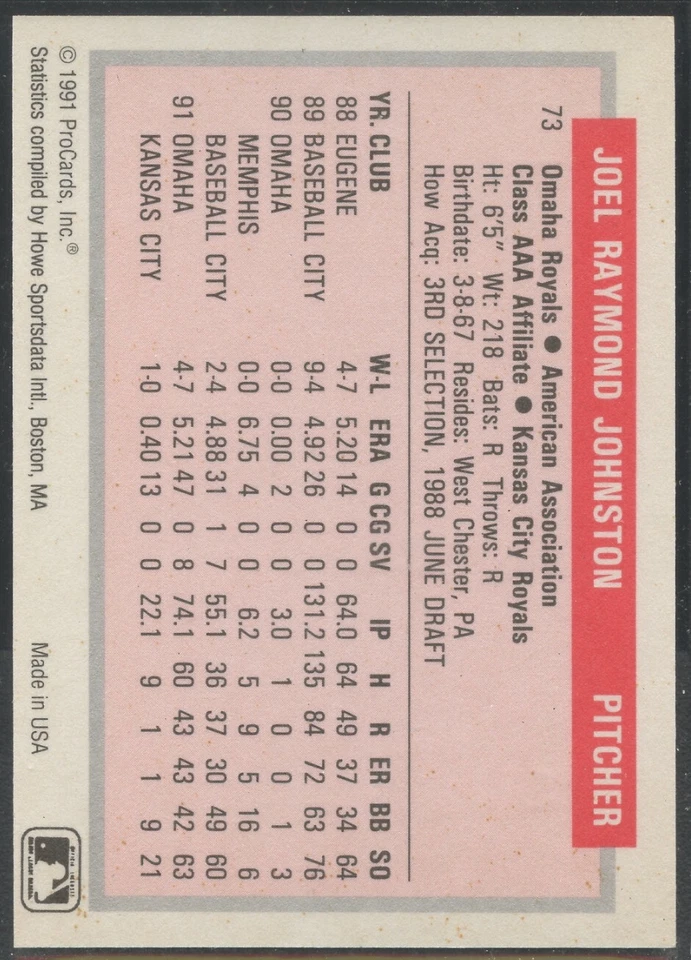 JOEL RAYMOND JOHNSTON PITCHER
73 Omaha Royals ● American Association
Class AAA Affiliate ● Kansas City Royals
Ht: 6'5" Wt: 218 Bats: R Throws: R
Birthdate: 3-8-67 Resides: West Chester, PA
How Acq: 3RD SELECTION, 1988 JUNE DRAFT
YR. CLUB W-L ERA G CG SV IP H R ER BB SO
88 EUGENE 4-7 5.20 14 0 0 64.0 64 49 37 34 64
89 BASEBALL CITY 9-4 4.92 26 0 0 131.2 135 84 72 63 76
90 OMAHA 0-0 0.00 2 0 0 3.0 1 0 0 1 3
MEMPHIS 0-0 6.75 4 0 0 6.2 5 9 5 16 6
BASEBALL CITY 2-4 4.88 31 1 7 55.1 36 37 30 49 60
91 OMAHA 4-7 5.21 47 0 8 74.1 60 43 43 42 63
KANSAS CITY 1-0 0.40 13 0 0 22.1 9 1 1 9 21
© 1991 ProCards, Inc.®
Statistics compiled by Howe Sportsdata Intl., Boston, MA Made in USA